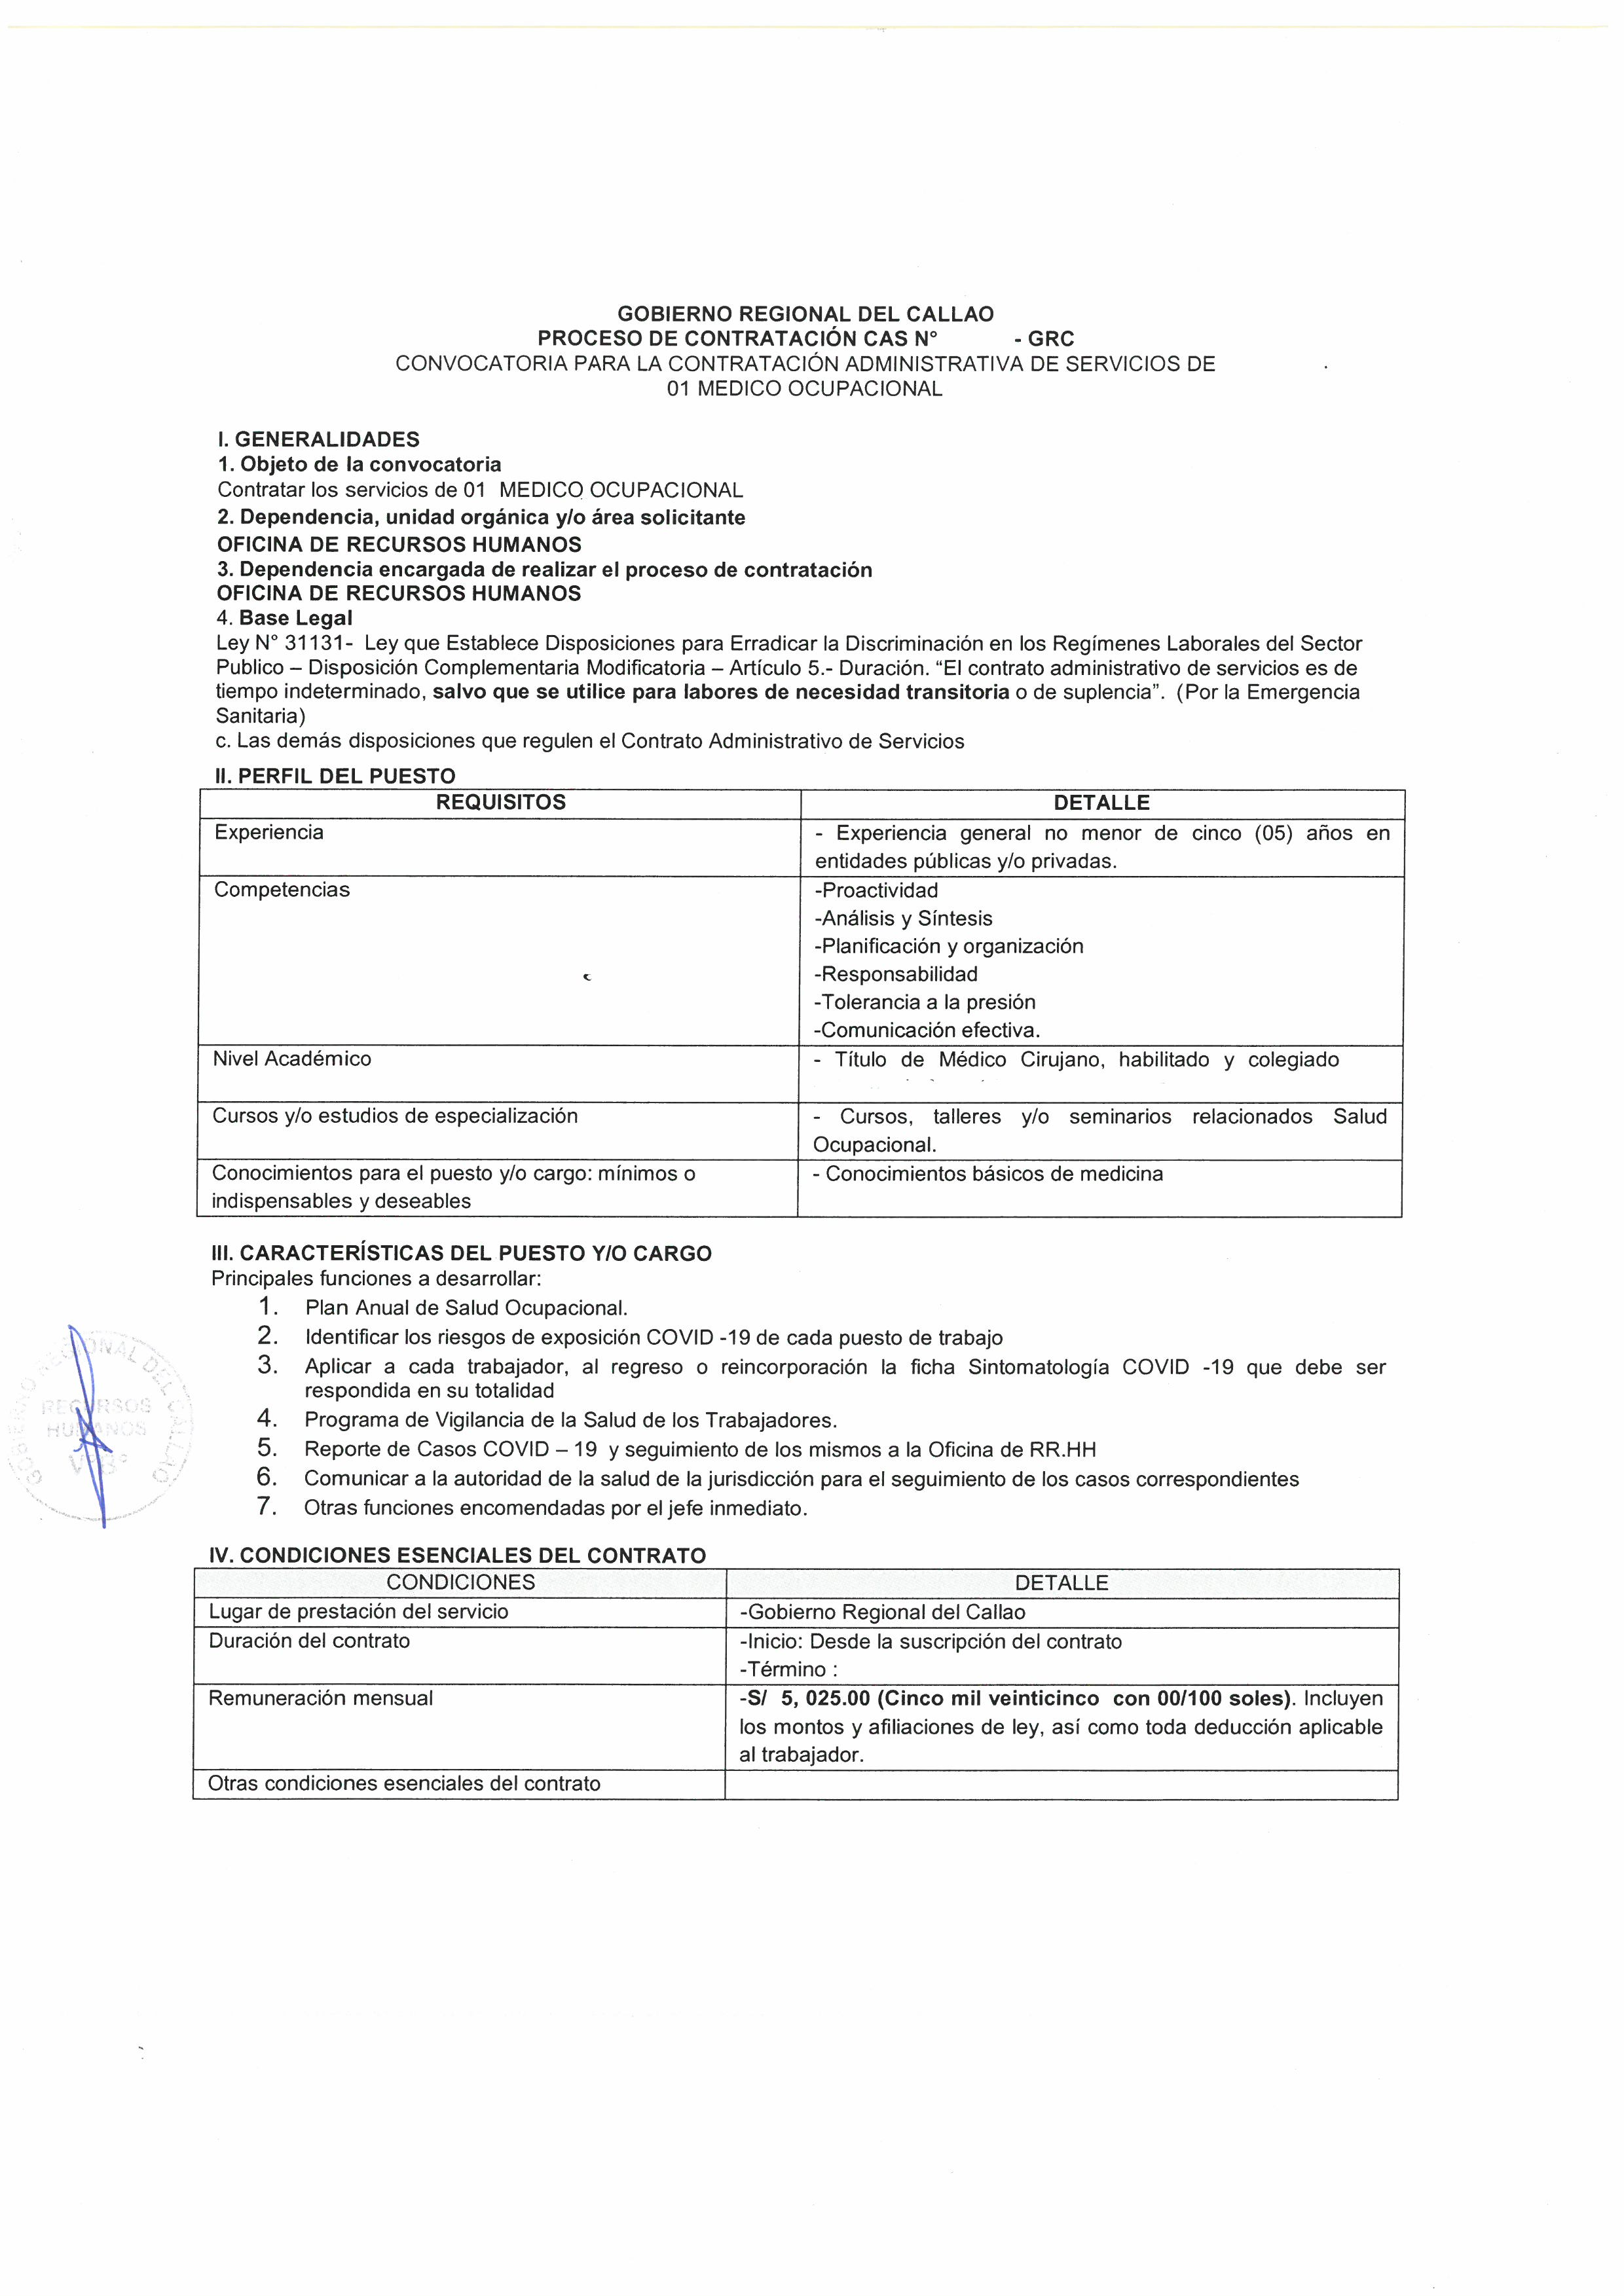 GOBIERNO REGIONAL DEL CALLAO
PROCESO DE CONTRATACIÓN CAS N° - GRC
CONVOCATORIA PARA LA CONTRATACIÓN ADMINISTRATIVA DE SERVICIOS DE
01 MEDICO OCUPACIONAL
I. GENERALIDADES
1. Objeto de la convocatoria
Contratar los servicios de 01 MEDICO OCUPACIONAL
2. Dependencia, unidad orgánica y/o área solicitante
OFICINA DE RECURSOS HUMANOS
3. Dependencia encargada de realizar el proceso de contratación
OFICINA DE RECURSOS HUMANOS
4. Base Legal
Ley N° 31131- Ley que Establece Disposiciones para Erradicar la Discriminación en los Regímenes Laborales del Sector
Publico – Disposición Complementaria Modificatoria – Artículo 5.- Duración. “El contrato administrativo de servicios es de
tiempo indeterminado, salvo que se utilice para labores de necesidad transitoria o de suplencia”. (Por la Emergencia
Sanitaria)
c. Las demás disposiciones que regulen el Contrato Administrativo de Servicios
II. PERFIL DEL PUESTO
REQUISITOS DETALLE
Experiencia - Experiencia general no menor de cinco (05) años en
entidades públicas y/o privadas.
Competencias -Proactividad
-Análisis y Síntesis
-Planificación y organización
-Responsabilidad
-Tolerancia a la presión
-Comunicación efectiva.
Nivel Académico - Título de Médico Cirujano, habilitado y colegiado
Cursos y/o estudios de especialización - Cursos, talleres y/o seminarios relacionados Salud
Ocupacional.
Conocimientos para el puesto y/o cargo: mínimos o - Conocimientos básicos de medicina
indispensables y deseables
III. CARACTERÍSTICAS DEL PUESTO Y/O CARGO
Principales funciones a desarrollar:
1. Plan Anual de Salud Ocupacional.
2. Identificar los riesgos de exposición COVID -19 de cada puesto de trabajo
3. Aplicar a cada trabajador, al regreso o reincorporación la ficha Sintomatología COVID -19 que debe ser
respondida en su totalidad
4. Programa de Vigilancia de la Salud de los Trabajadores.
5. Reporte de Casos COVID – 19 y seguimiento de los mismos a la Oficina de RR.HH
6. Comunicar a la autoridad de la salud de la jurisdicción para el seguimiento de los casos correspondientes
7. Otras funciones encomendadas por el jefe inmediato.
GOBIERNO REGIONAL DEL CALLAO
RECURSOS
HUMANOS
V°B°
IV. CONDICIONES ESENCIALES DEL CONTRATO
CONDICIONES DETALLE
Lugar de prestación del servicio -Gobierno Regional del Callao
Duración del contrato -Inicio: Desde la suscripción del contrato
-Término :
Remuneración mensual -S/ 5, 025.00 (Cinco mil veinticinco con 00/100 soles). Incluyen
los montos y afiliaciones de ley, así como toda deducción aplicable
al trabajador.
Otras condiciones esenciales del contrato